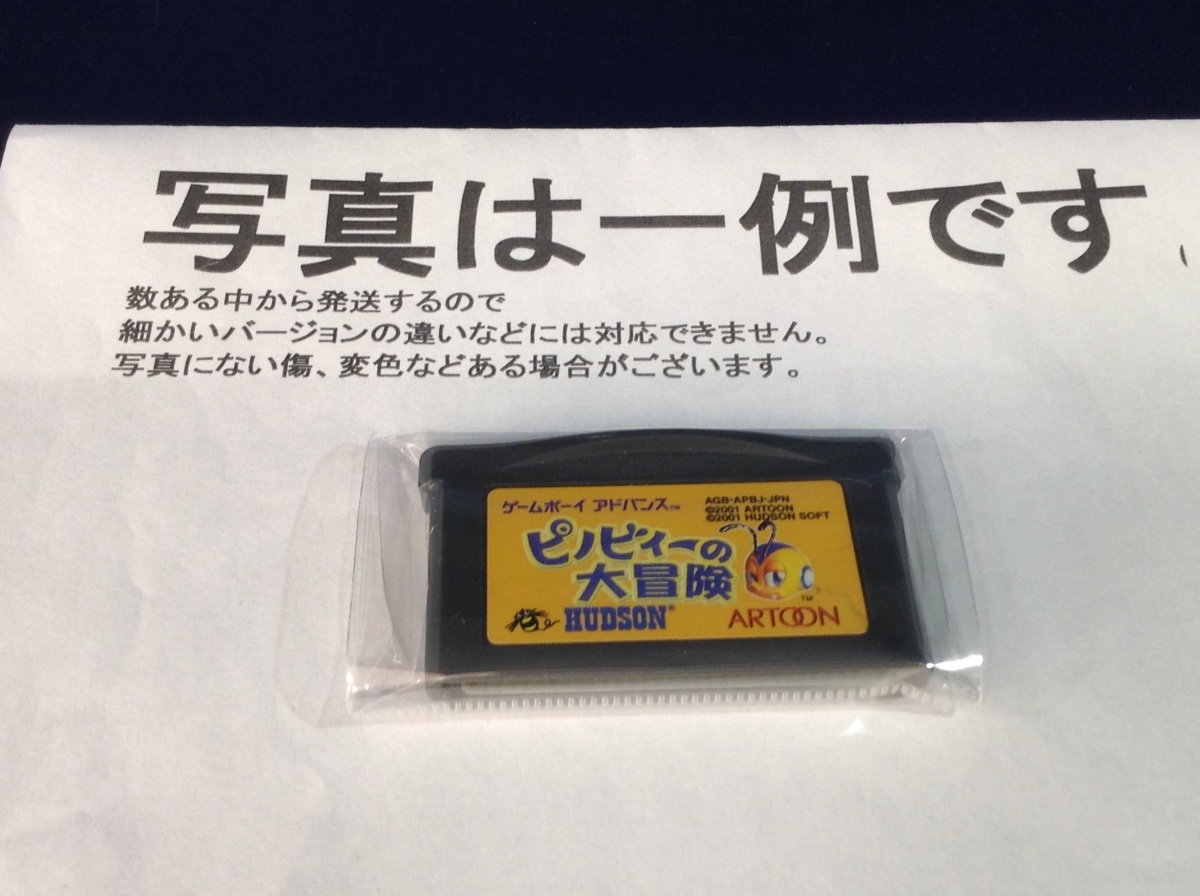 写真は一例です。
数ある中から発送するので
細かいバージョンの違いなどには対応できません。
写真にない傷、変色などある場合がございます。
ゲームボーイ アドバンス™
AGB-APBJ-JPN
©2001 ARTOON
©2001 HUDSON SOFT
ピノビィーの
大冒険
TM
HUDSON®
ARTOON